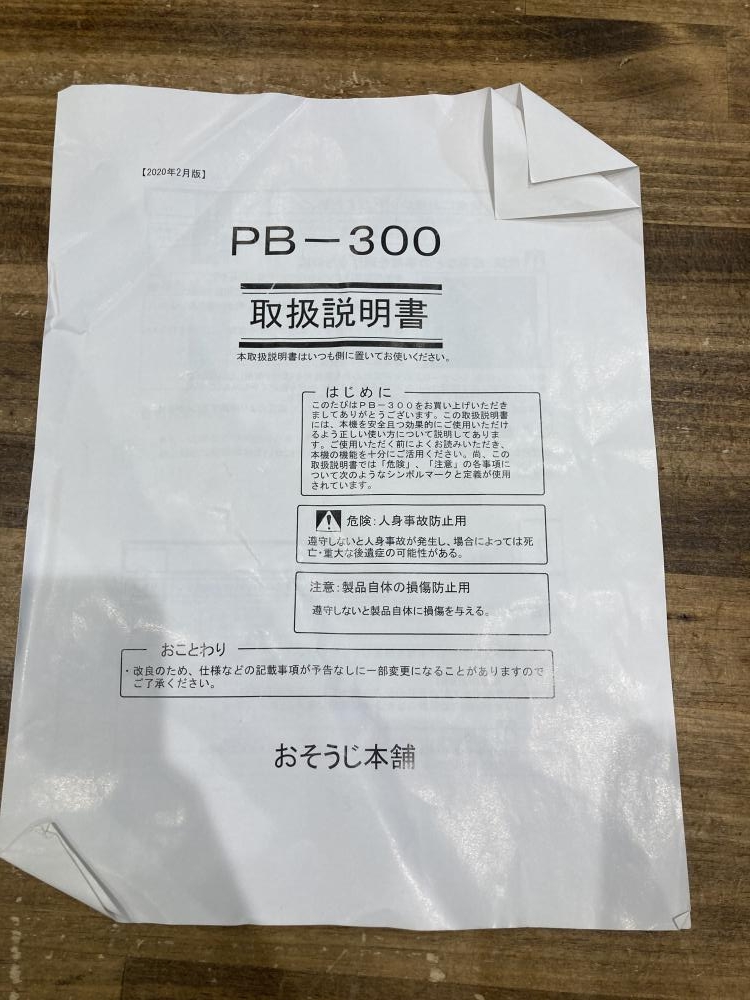 【2020年2月版】
PB－300
取扱説明書
本取扱説明書はいつも側に置いてお使いください。
はじめに
このたびはPB－300をお買い上げいただき
ましてありがとうございます。この取扱説明書
には、本機を安全且つ効果的にご使用いただけ
るよう正しい使い方について説明してありま
す。ご使用いただく前によくお読みいただき、
本機の機能を十分にご活用ください。尚、この
取扱説明書では「危険」、「注意」の各事項に
ついて次のようなシンボルマークと定義が使用
されています。
危険：人身事故防止用
遵守しないと人身事故が発生し、場合によっては死
亡・重大な後遺症の可能性がある。
注意：製品自体の損傷防止用
遵守しないと製品自体に損傷を与える。
おことわり
・改良のため、仕様などの記載事項が予告なしに一部変更になることがありますので
ご了承ください。
おそうじ本舗